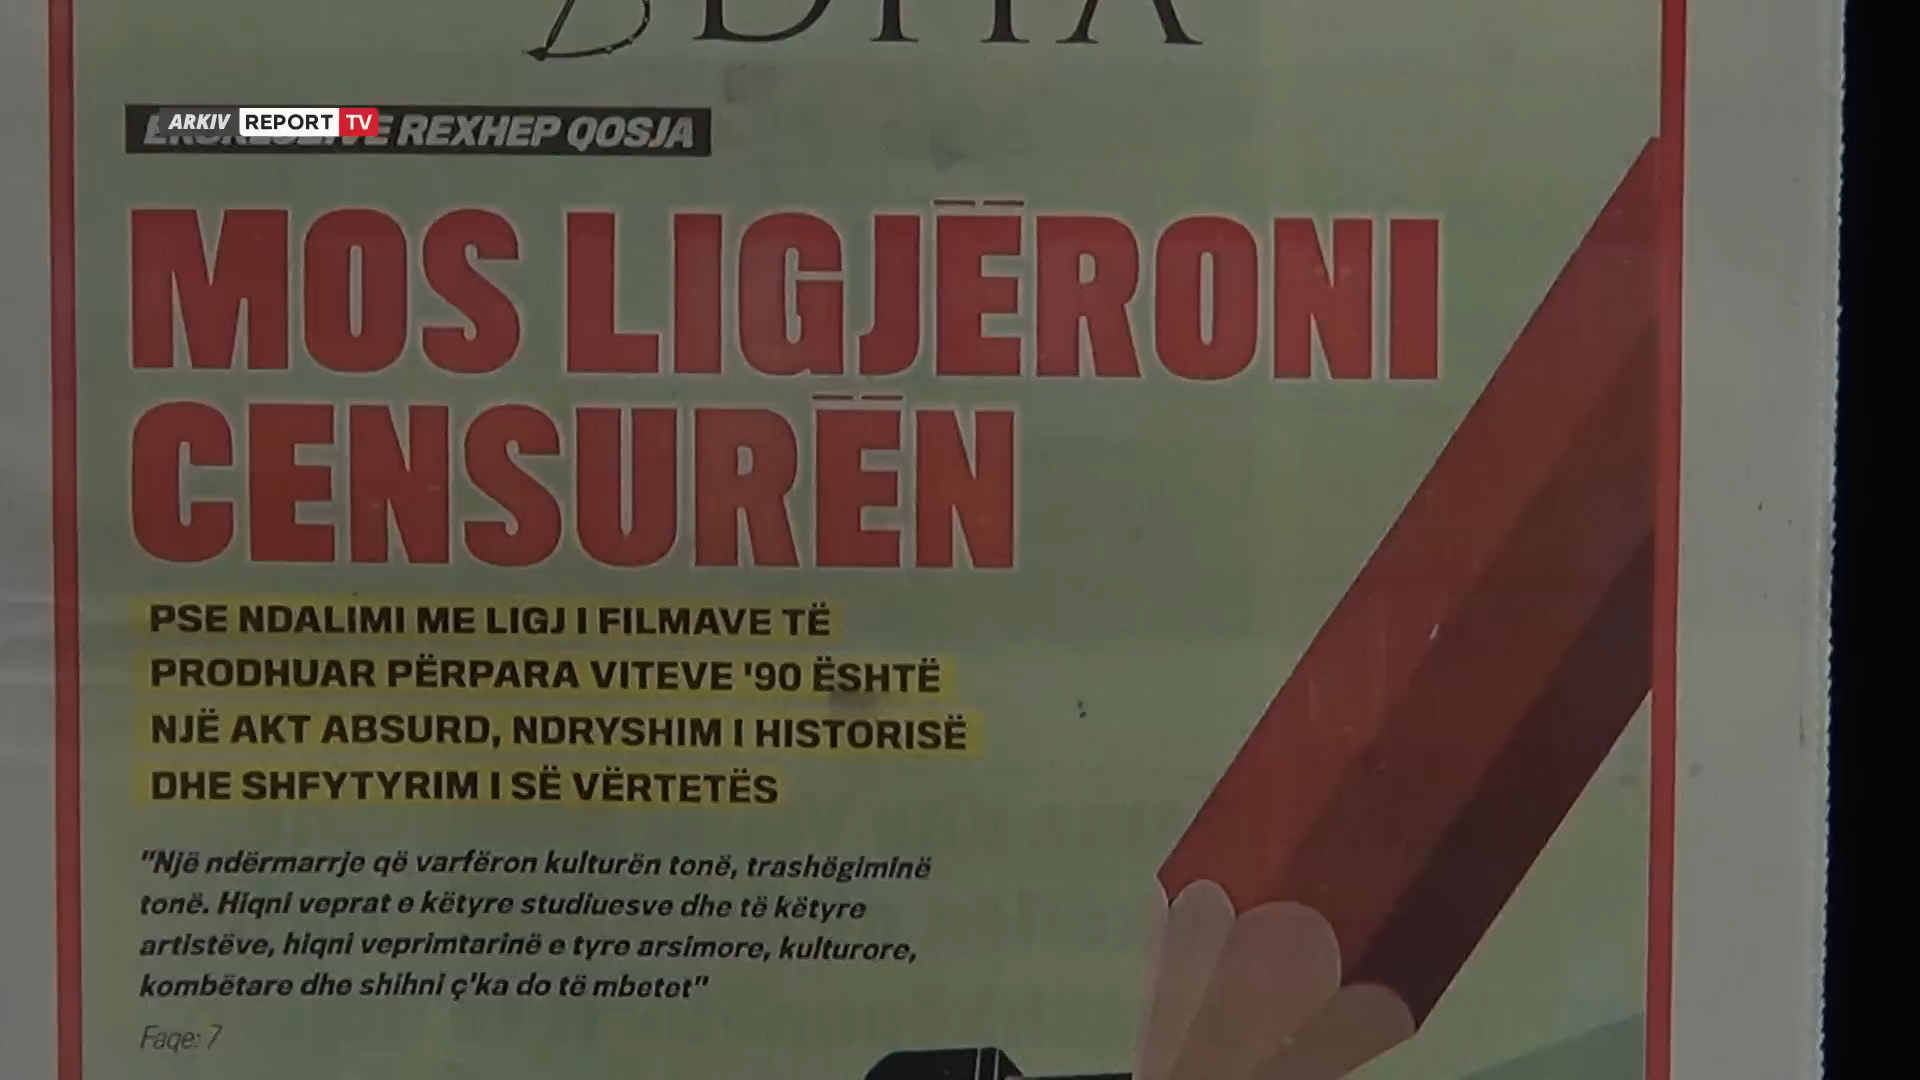 DITA
ARKIV REPORT TV
REXHEP QOSJA
MOS LIGJËRONI
CENSURËN
PSE NDALIMI ME LIGJ I FILMAVE TË
PRODHUAR PËRPARA VITEVE '90 ËSHTË
NJË AKT ABSURD, NDRYSHIM I HISTORISË
DHE SHFYTYRIM I SË VËRTETËS
"Një ndërmarrje që varfëron kulturën tonë, trashëgiminë
tonë. Hiqni veprat e këtyre studiuesve dhe të këtyre
artistëve, hiqni veprimtarinë e tyre arsimore, kulturore,
kombëtare dhe shihni ç'ka do të mbetet"
Faqe: 7